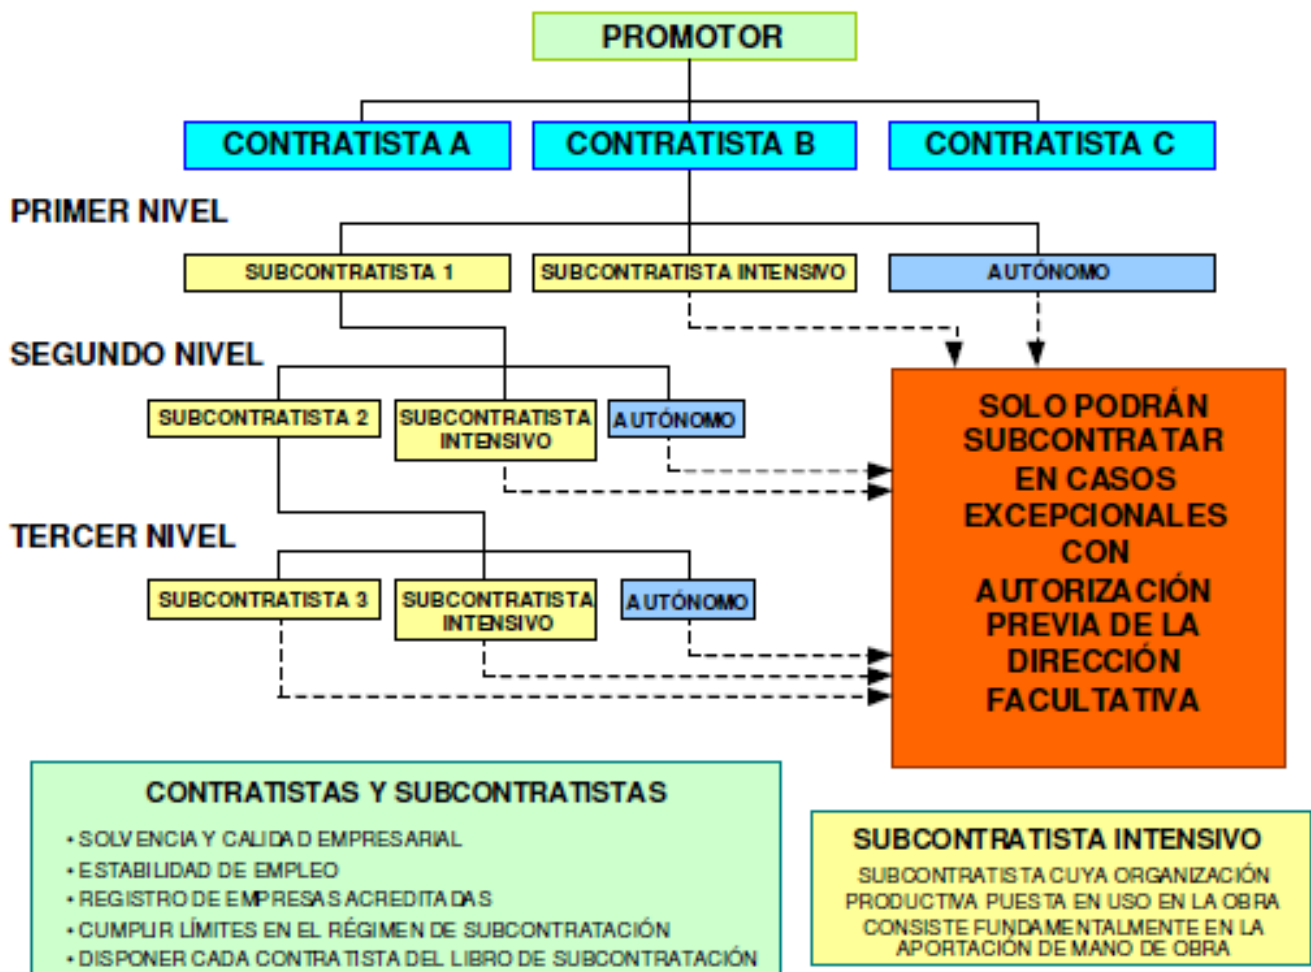 PROMOTOR
CONTRATISTA A
CONTRATISTA B
CONTRATISTA C
PRIMER NIVEL
SUBCONTRATISTA 1
SUBCONTRATISTA INTENSIVO
AUTÓNOMO
SEGUNDO NIVEL
SUBCONTRATISTA 2
SUBCONTRATISTA
INTENSIVO
AUTÓNOMO
SOLO PODRÁN
SUBCONTRATAR
EN CASOS
EXCEPCIONALES
CON
AUTORIZACIÓN
PREVIA DE LA
DIRECCIÓN
FACULTATIVA
TERCER NIVEL
SUBCONTRATISTA 3
SUBCONTRATISTA
INTENSIVO
AUTÓNOMO
CONTRATISTAS Y SUBCONTRATISTAS
• SOLVENCIA Y CALIDAD EMPRESARIAL
• ESTABILIDAD DE EMPLEO
• REGISTRO DE EMPRESAS ACREDITADAS
• CUMPLIR LÍMITES EN EL RÉGIMEN DE SUBCONTRATACIÓN
• DISPONER CADA CONTRATISTA DEL LIBRO DE SUBCONTRATACIÓN
SUBCONTRATISTA INTENSIVO
SUBCONTRATISTA CUYA ORGANIZACIÓN
PRODUCTIVA PUESTA EN USO EN LA OBRA
CONSISTE FUNDAMENTALMENTE EN LA
APORTACIÓN DE MANO DE OBRA